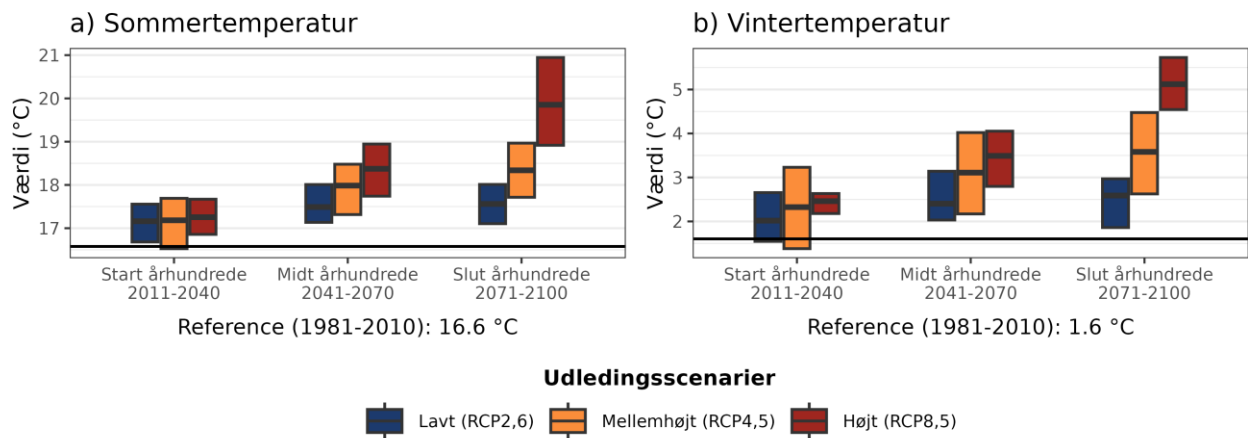 a) Sommertemperatur
Værdi (°C)
21
20
19
18
17
Start århundrede
2011-2040
Midt århundrede
2041-2070
Slut århundrede
2071-2100
Reference (1981-2010): 16.6 °C
b) Vintertemperatur
Værdi (°C)
5
4
3
2
Start århundrede
2011-2040
Midt århundrede
2041-2070
Slut århundrede
2071-2100
Reference (1981-2010): 1.6 °C
Udledingsscenarier
Lavt (RCP2,6)
Mellemhøjt (RCP4,5)
Højt (RCP8,5)